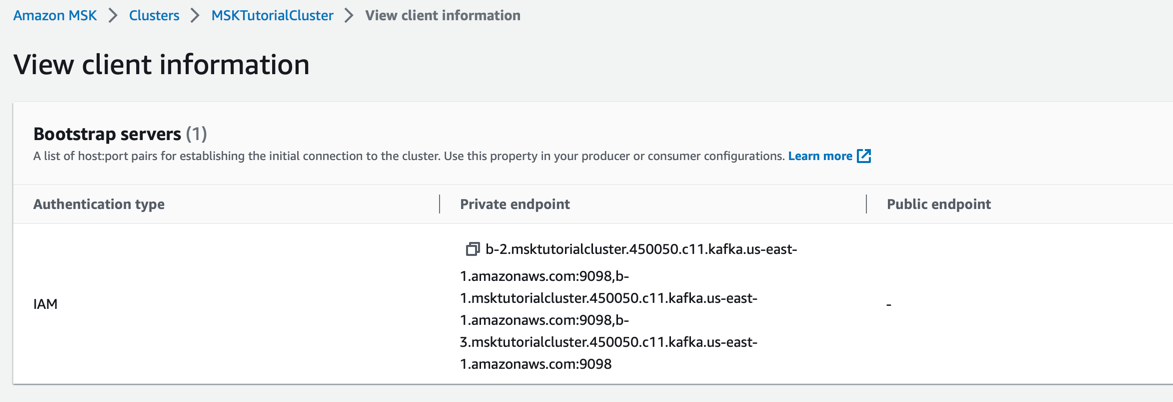 Amazon MSK > Clusters > MSKTutorialCluster > View client information
View client information
Bootstrap servers (1)
A list of host:port pairs for establishing the initial connection to the cluster. Use this property in your producer or consumer configurations. Learn more
Authentication type Private endpoint Public endpoint
b-2.msktutorialcluster.450050.c11.kafka.us-east-
1.amazonaws.com:9098,b-
1.msktutorialcluster.450050.c11.kafka.us-east-
IAM 1.amazonaws.com:9098,b- -
3.msktutorialcluster.450050.c11.kafka.us-east-
1.amazonaws.com:9098